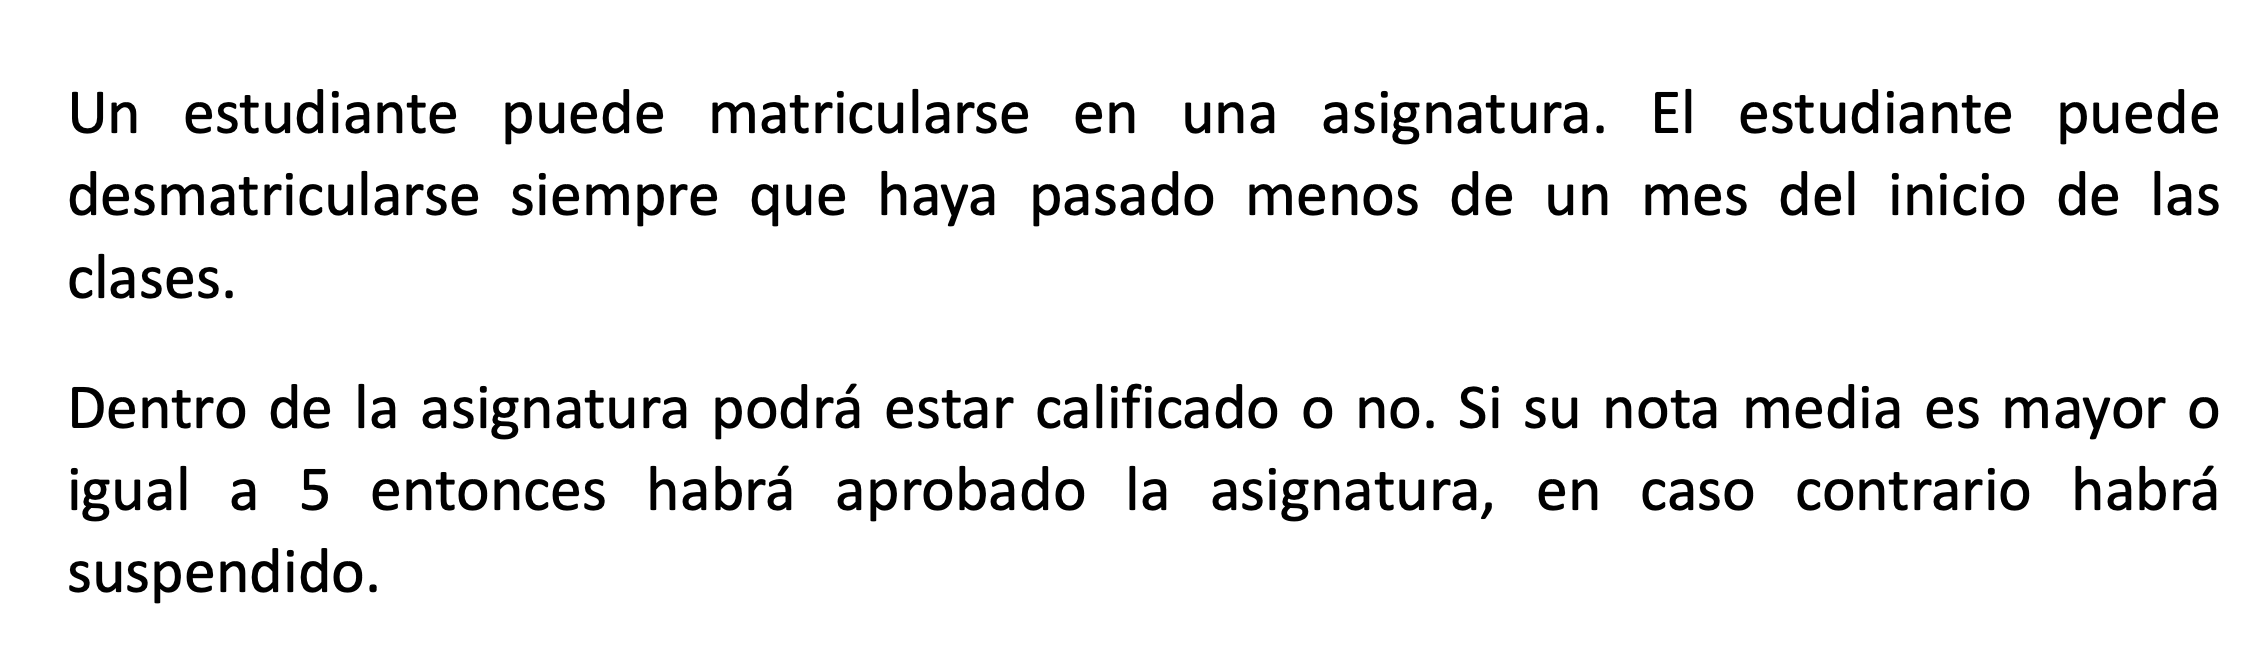 Un estudiante puede matricularse en una asignatura. El estudiante puede
desmatricularse siempre que haya pasado menos de un mes del inicio de las
clases.
Dentro de la asignatura podrá estar calificado o no. Si su nota media es mayor o
igual a 5 entonces habrá aprobado la asignatura, en caso contrario habrá
suspendido.